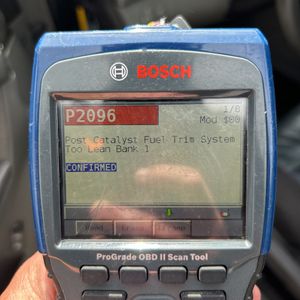 BOSCH
P2096
1/8
Mod $00
Post Catalyst Fuel Trim System
Too Lean Bank 1
CONFIRMED
ProGrade OBD II Scan Tool